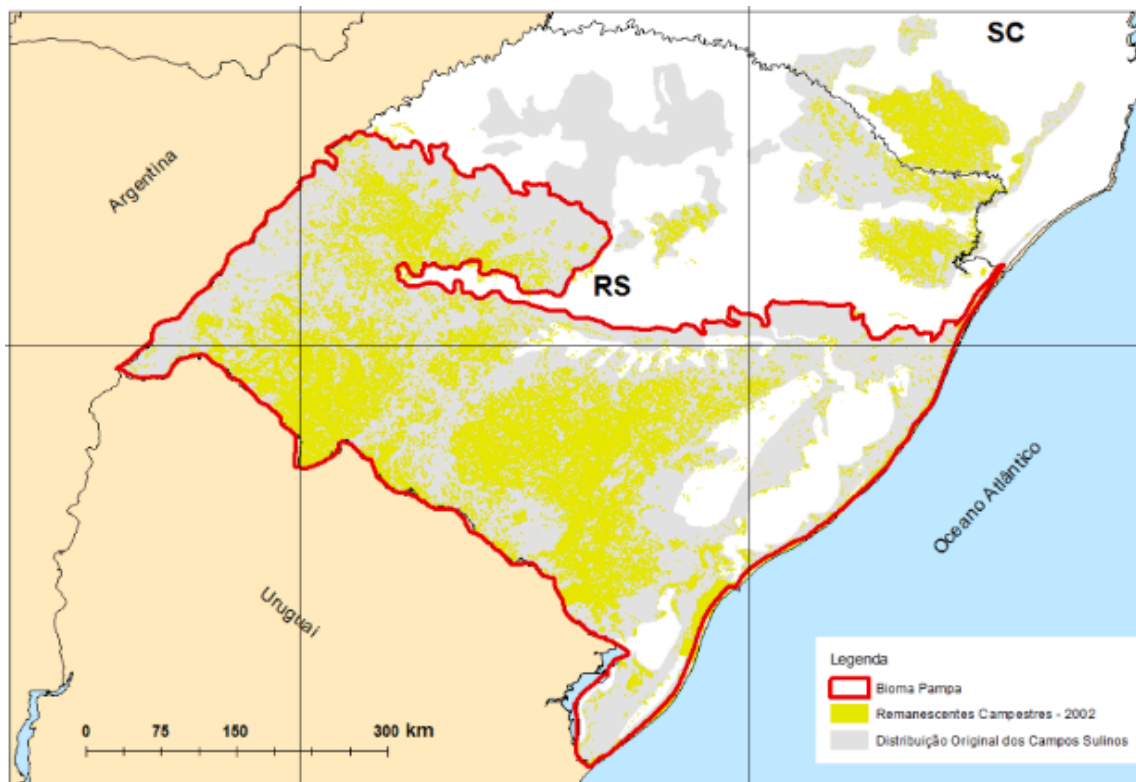 SC
Argentina
RS
Oceano Atlântico
Uruguai
Legenda
Bioma Pampa
Remanescentes Campestres - 2002
Distribuição Original dos Campos Sulinos
0 75 150 300 km